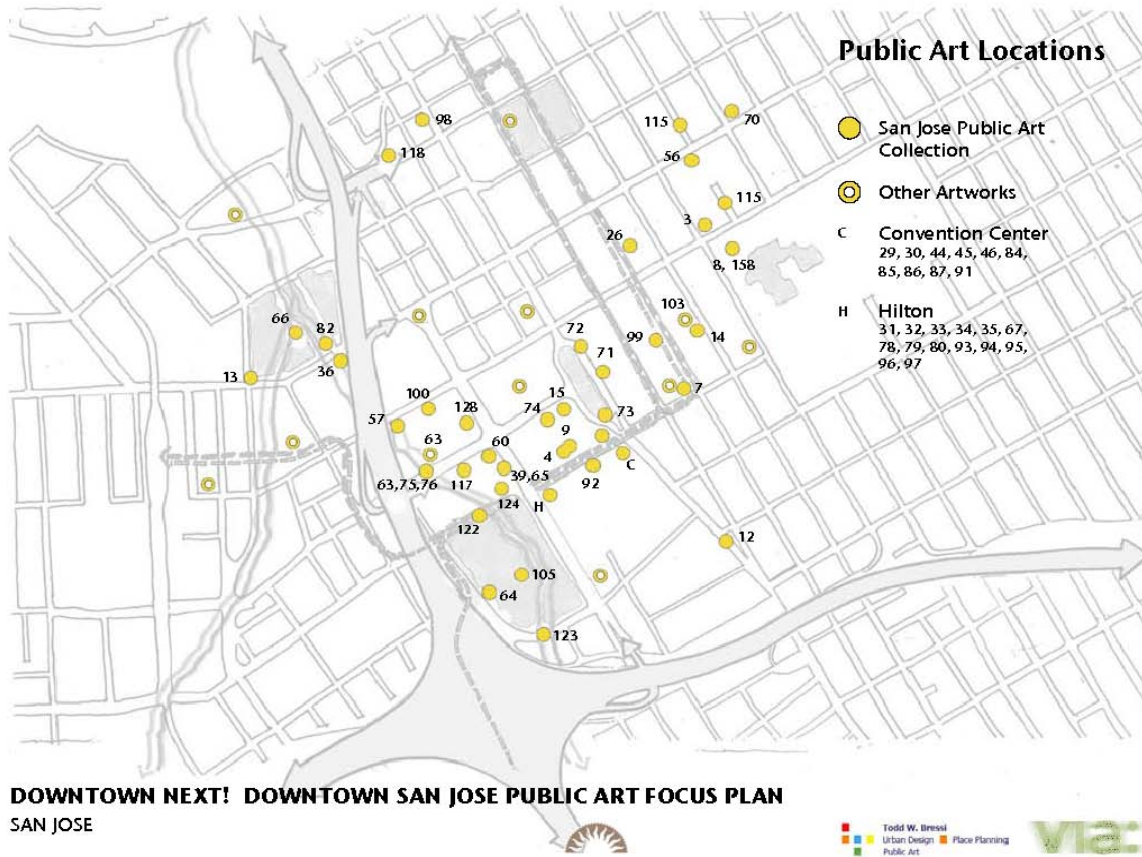 Public Art Locations
San Jose Public Art
Collection
Other Artworks
C Convention Center
29, 30, 44, 45, 46, 84,
85, 86, 87, 91
H Hilton
31, 32, 33, 34, 35, 67,
78, 79, 80, 93, 94, 95,
96, 97
98
118
115
70
56
115
3
26
8, 158
66
82
36
13
103
14
99
72
71
7
100
128
57
63
15
74
73
9
4
60
C
39,65
92
63,75,76
117
124
H
122
12
105
64
123
DOWNTOWN NEXT! DOWNTOWN SAN JOSE PUBLIC ART FOCUS PLAN
SAN JOSE
Todd W. Bressi
Urban Design Place Planning
Public Art
via: